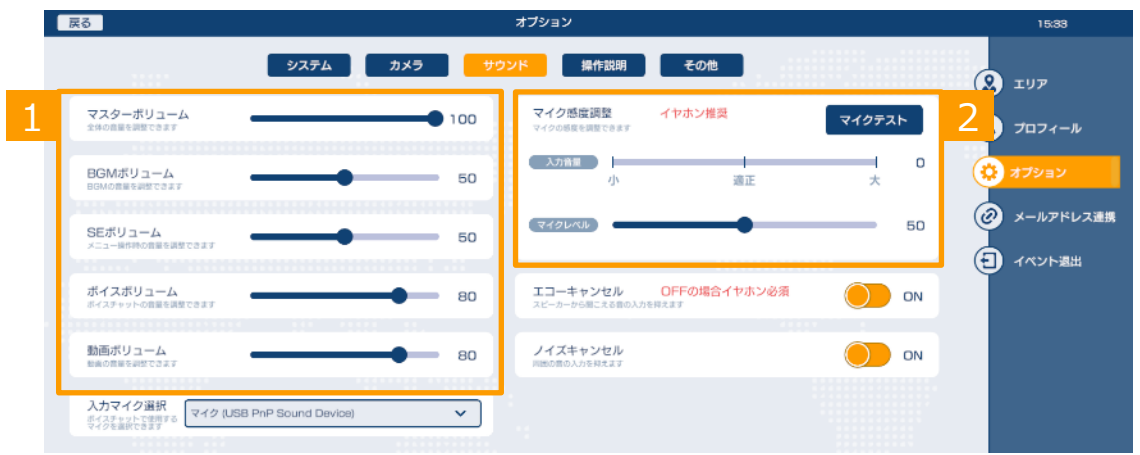 戻る
オプション
15:33
システム
カメラ
サウンド
操作説明
その他
1
マスターボリューム
全体の音量を調整できます
100
BGMボリューム
BGMの音量を調整できます
50
SEボリューム
メニュー操作時の音量を調整できます
50
ボイスボリューム
ボイスチャットの音量を調整できます
80
動画ボリューム
動画の音量を調整できます
80
入力マイク選択
ボイスチャットで使用する
マイクを選択できます
マイク (USB PnP Sound Device)
2
マイク感度調整
イヤホン推奨
マイクの感度を調整できます
マイクテスト
入力音量
0
小
適正
大
マイクレベル
50
エコーキャンセル
OFFの場合イヤホン必須
スピーカーから聞こえる音の入力を抑えます
ON
ノイズキャンセル
周囲の音の入力を抑えます
ON
エリア
プロフィール
オプション
メールアドレス連携
イベント退出